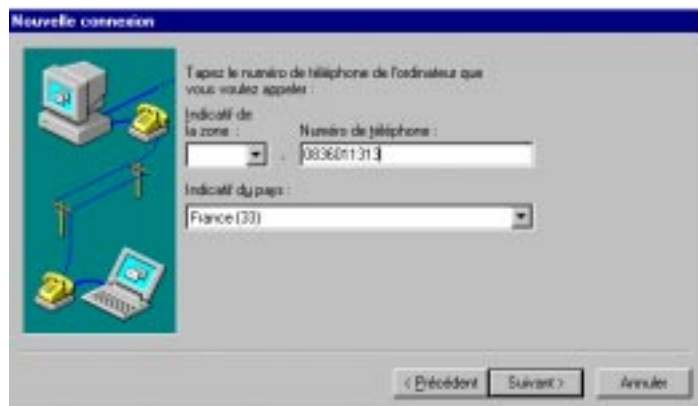 Nouvelle connexion
Tapez le numéro de téléphone de l'ordinateur que
vous voulez appeler :
Indicatif de
la zone :
Numéro de téléphone :
0836011313
Indicatif du pays :
France (33)
< Précédent
Suivant >
Annuler